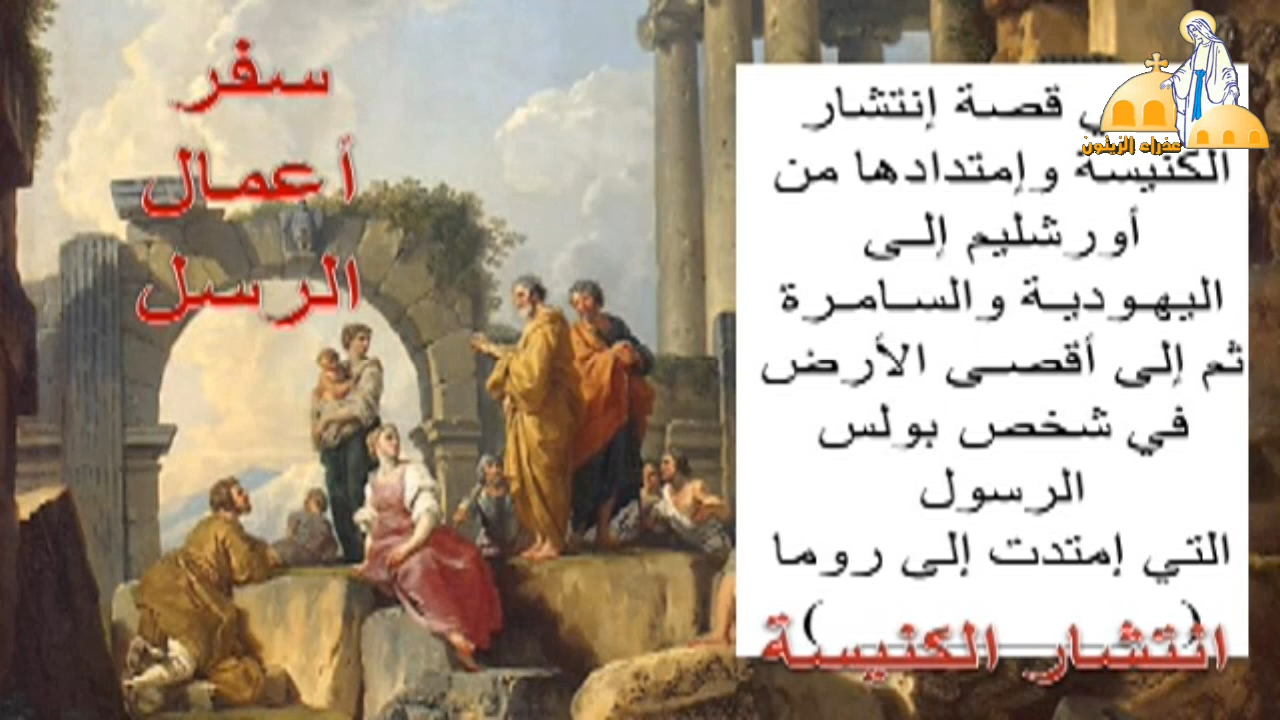 سفر
أعمال
الرسل
قصة إنتشار
الكنيسة وإمتدادها من
أورشليم إلى
اليهودية والسامرة
ثم إلى أقصى الأرض
في شخص بولس
الرسول
التي إمتدت إلى روما
( )
انتشار الكنيسة
عذراء الزيتون